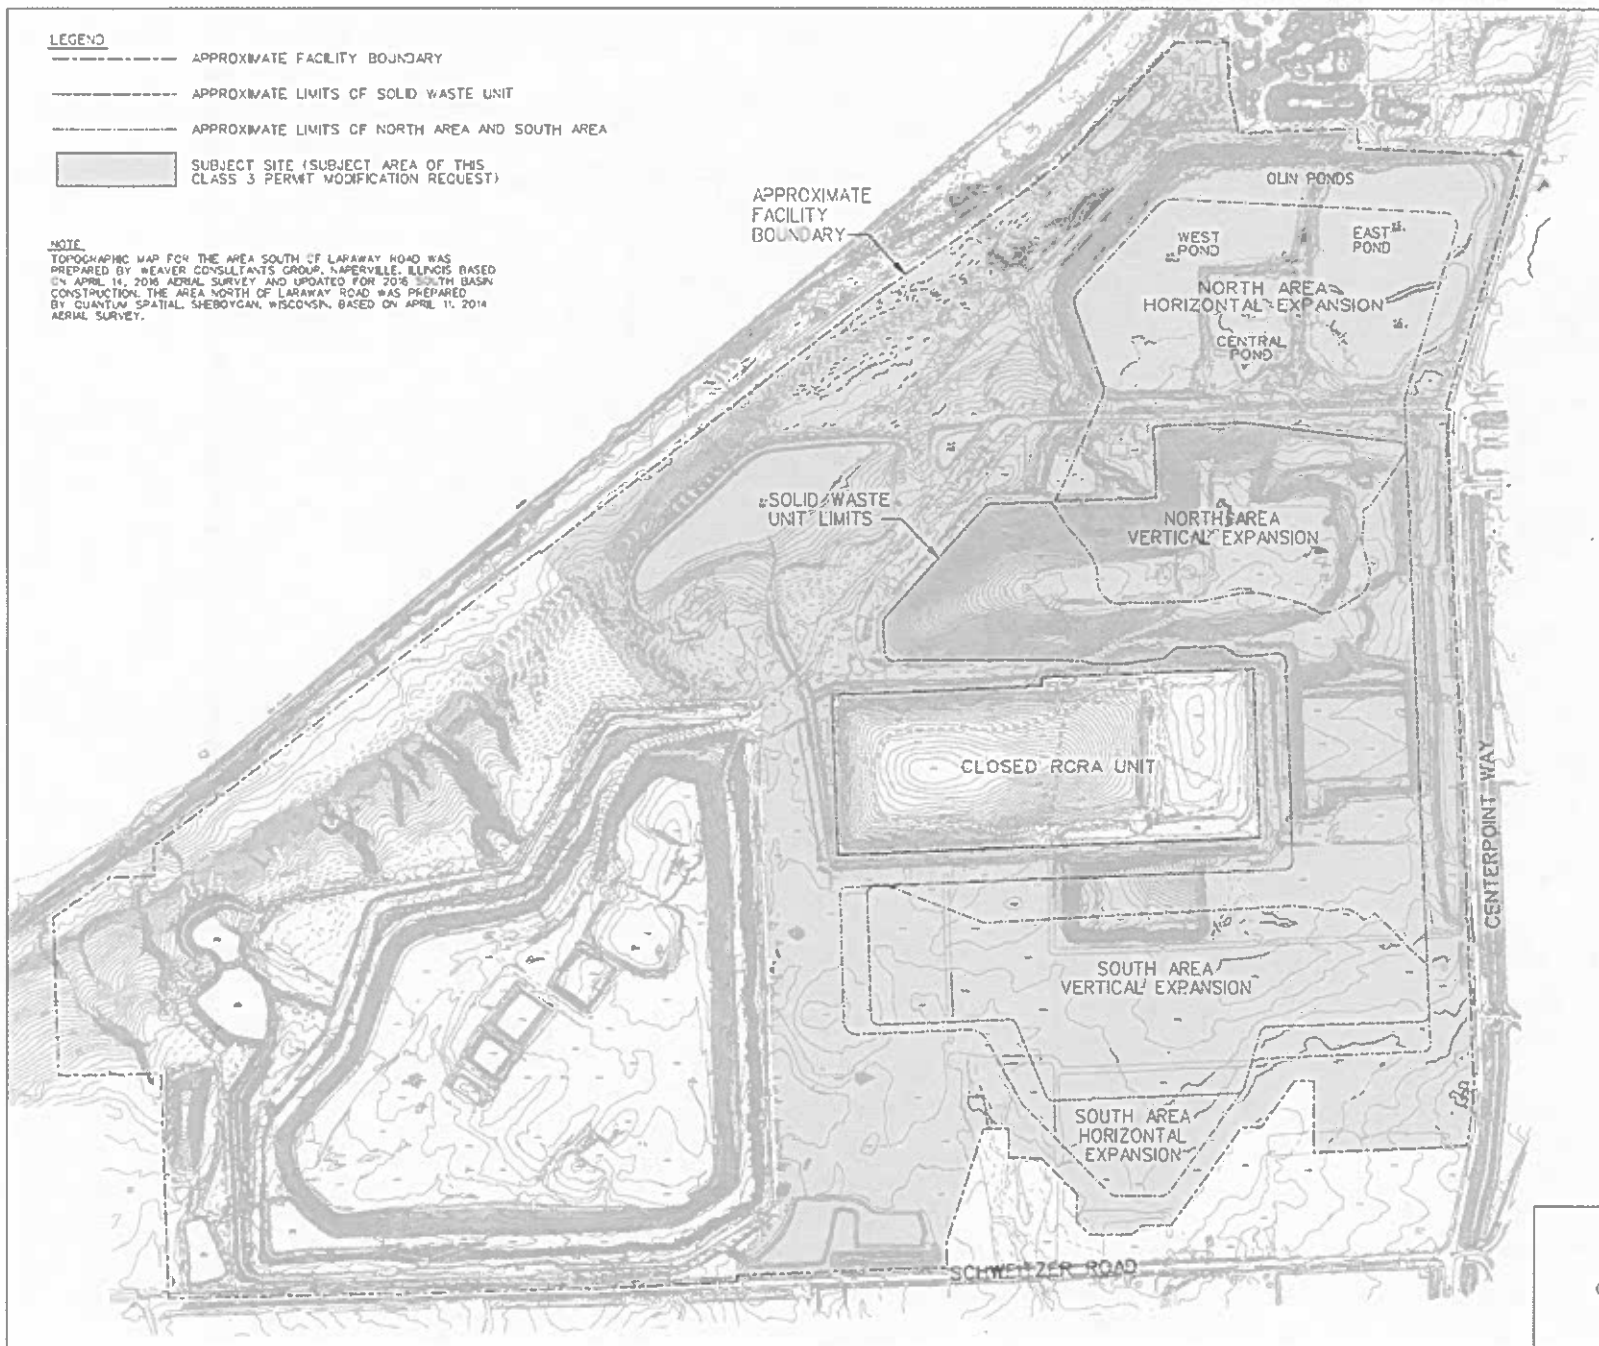 LEGEND
APPROXIMATE FACILITY BOUNDARY
APPROXIMATE LIMITS OF SOLID WASTE UNIT
APPROXIMATE LIMITS OF NORTH AREA AND SOUTH AREA
SUBJECT SITE (SUBJECT AREA OF THIS
CLASS 3 PERMIT MODIFICATION REQUEST)
NOTE
TOPOGRAPHIC MAP FOR THE AREA SOUTH OF LARAWAY ROAD WAS
PREPARED BY WEAVER CONSULTANTS GROUP, NAPERVILLE, ILLINOIS BASED
ON APRIL 14, 2016 AERIAL SURVEY AND UPDATED FOR 2016 SOUTH BASIN
CONSTRUCTION. THE AREA NORTH OF LARAWAY ROAD WAS PREPARED
BY QUANTUM SPATIAL, SHEBOYGAN, WISCONSIN, BASED ON APRIL 11, 2014
AERIAL SURVEY.
APPROXIMATE
FACILITY
BOUNDARY
OLIN PONDS
WEST
POND
EAST
POND
NORTH AREA
HORIZONTAL EXPANSION
CENTRAL
POND
SOLID WASTE
UNIT LIMITS
NORTH AREA
VERTICAL EXPANSION
CLOSED RCRA UNIT
CENTERPOINT WAY
SOUTH AREA
VERTICAL EXPANSION
SOUTH AREA
HORIZONTAL
EXPANSION
SCHWEITZER ROAD